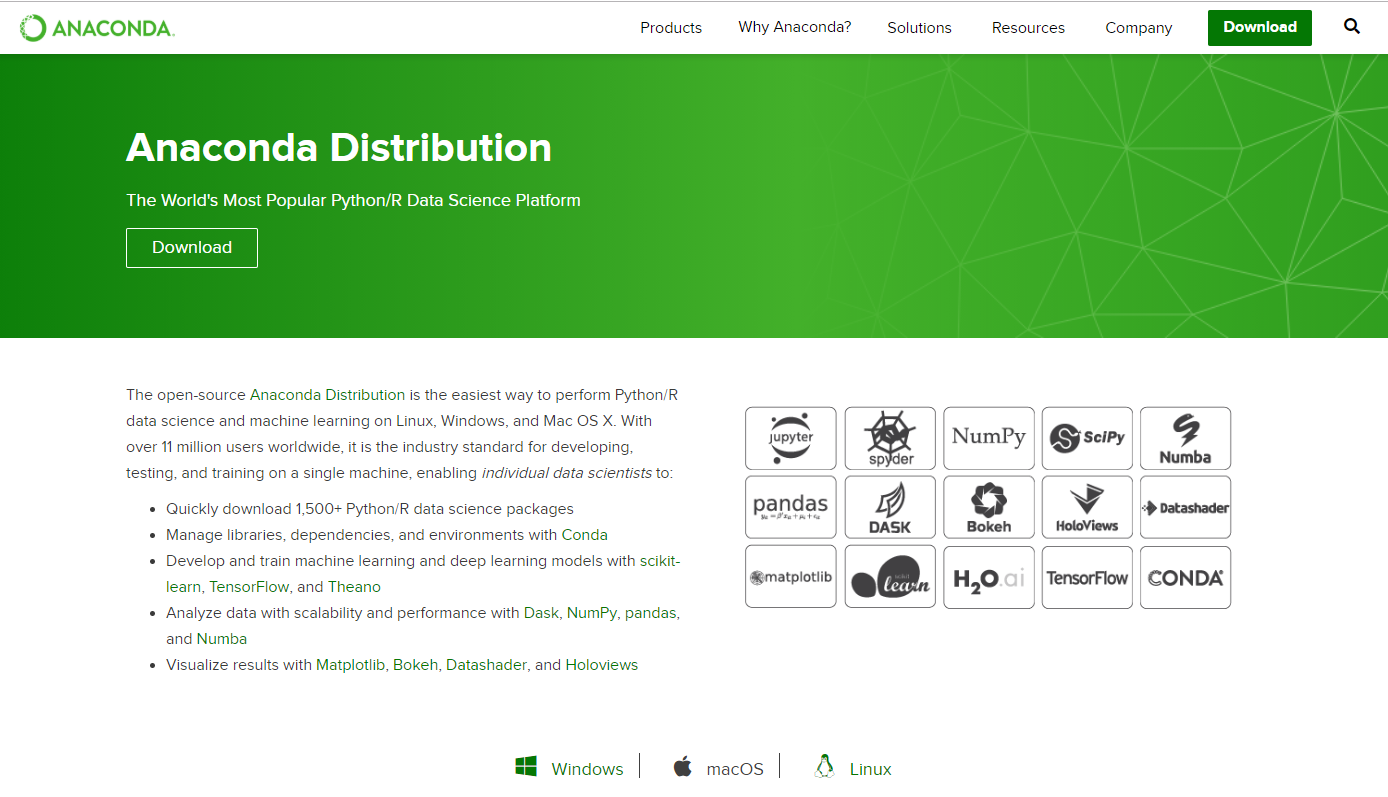 ANACONDA.
Products
Why Anaconda?
Solutions
Resources
Company
Download
Anaconda Distribution
The World's Most Popular Python/R Data Science Platform
Download
The open-source Anaconda Distribution is the easiest way to perform Python/R
data science and machine learning on Linux, Windows, and Mac OS X. With
over 11 million users worldwide, it is the industry standard for developing,
testing, and training on a single machine, enabling individual data scientists to:
• Quickly download 1,500+ Python/R data science packages
• Manage libraries, dependencies, and environments with Conda
• Develop and train machine learning and deep learning models with scikit-
learn, TensorFlow, and Theano
• Analyze data with scalability and performance with Dask, NumPy, pandas,
and Numba
• Visualize results with Matplotlib, Bokeh, Datashader, and Holoviews
jupyter
spyder
NumPy
SciPy
Numba
pandas
DASK
Bokeh
HoloViews
Datashader
matplotlib
scikit
learn
H2O.ai
TensorFlow
CONDA
Windows
macOS
Linux